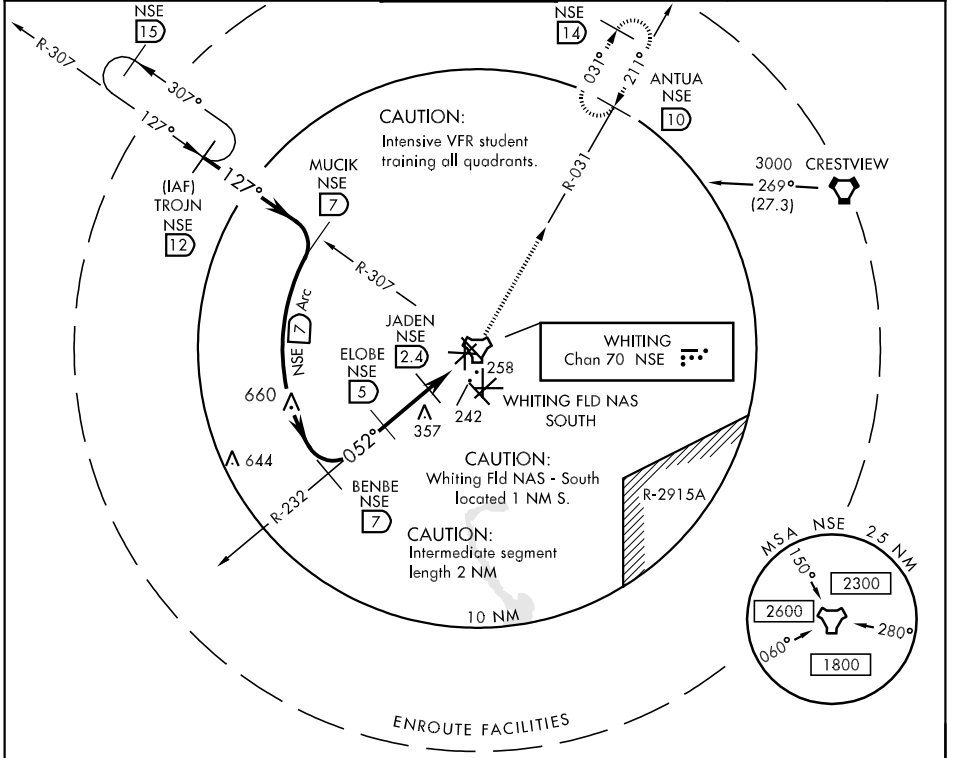 NSE
15
R-307
307°
127°
127°
(IAF)
TROJN
NSE
12
CAUTION:
Intensive VFR student
training all quadrants.
MUCIK
NSE
7
R-307
NSE
14
031°
211°
ANTUA
NSE
10
R-031
3000
CRESTVIEW
269°
(27.3)
NSE 7 Arc
JADEN
NSE
2.4
ELOBE
NSE
5
WHITING
Chan 70 NSE
258
WHITING FLD NAS
SOUTH
242
357
660
644
052°
R-232
BENBE
NSE
7
CAUTION:
Whiting Fld NAS - South
located 1 NM S.
R-2915A
CAUTION:
Intermediate segment
length 2 NM
10 NM
MSA NSE 25 NM
150°
2300
2600
280°
060°
1800
ENROUTE FACILITIES